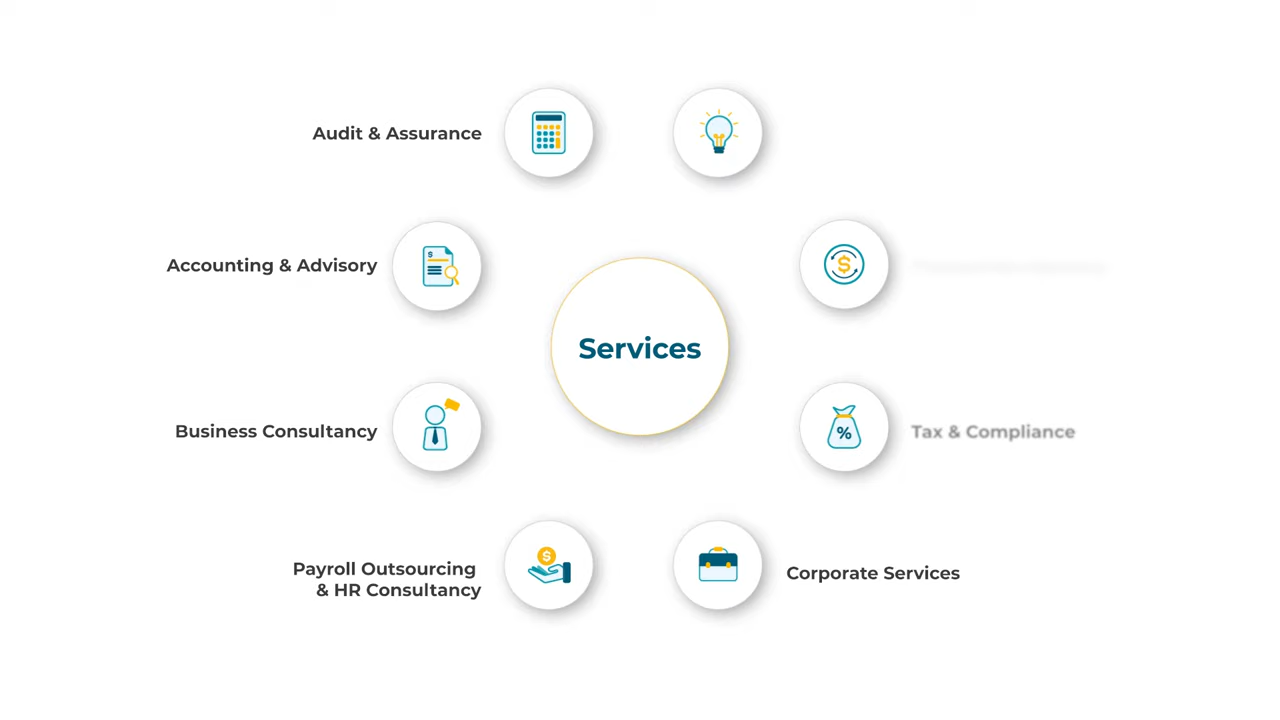 Audit & Assurance
Accounting & Advisory
Services
Business Consultancy
Tax & Compliance
Payroll Outsourcing
& HR Consultancy
Corporate Services
$
$
%
$